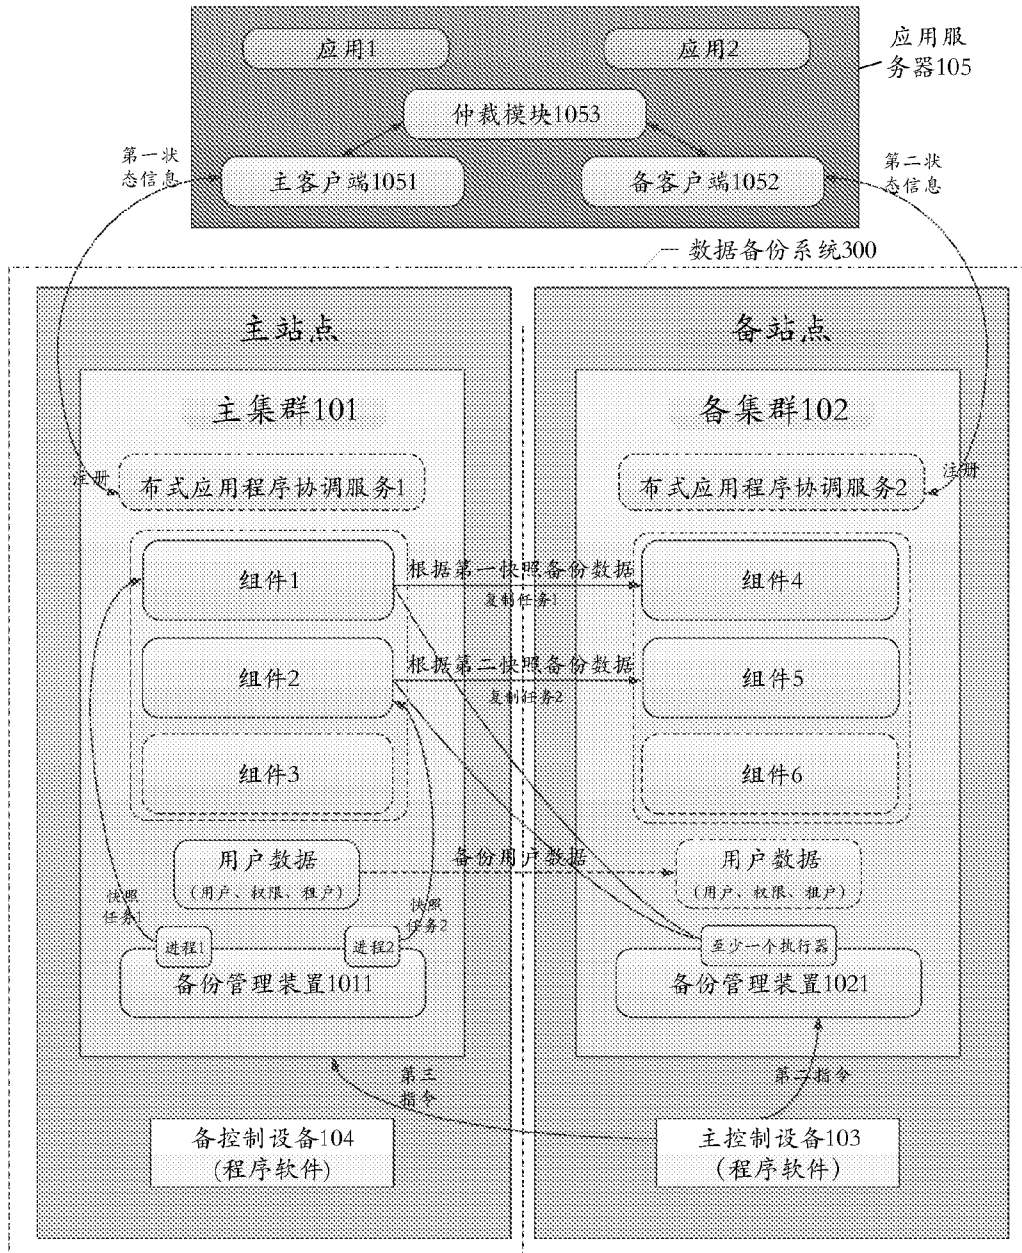 应用1
应用2
应用服
务器105
仲裁模块1053
第一状
态信息
主客户端1051
备客户端1052
第二状
态信息
数据备份系统300
主站点
备站点
主集群101
备集群102
注册
布式应用程序协调服务1
布式应用程序协调服务2
注册
组件1
根据第一快照备份数据
复制任务1
组件4
组件2
根据第二快照备份数据
复制任务2
组件5
组件3
组件6
用户数据
(用户、权限、租户)
备份用户数据
用户数据
(用户、权限、租户)
快照
任务1
快照
任务2
进程1
进程2
至少一个执行器
备份管理装置1011
备份管理装置1021
第三
指令
第二指令
备控制设备104
(程序软件)
主控制设备103
(程序软件)